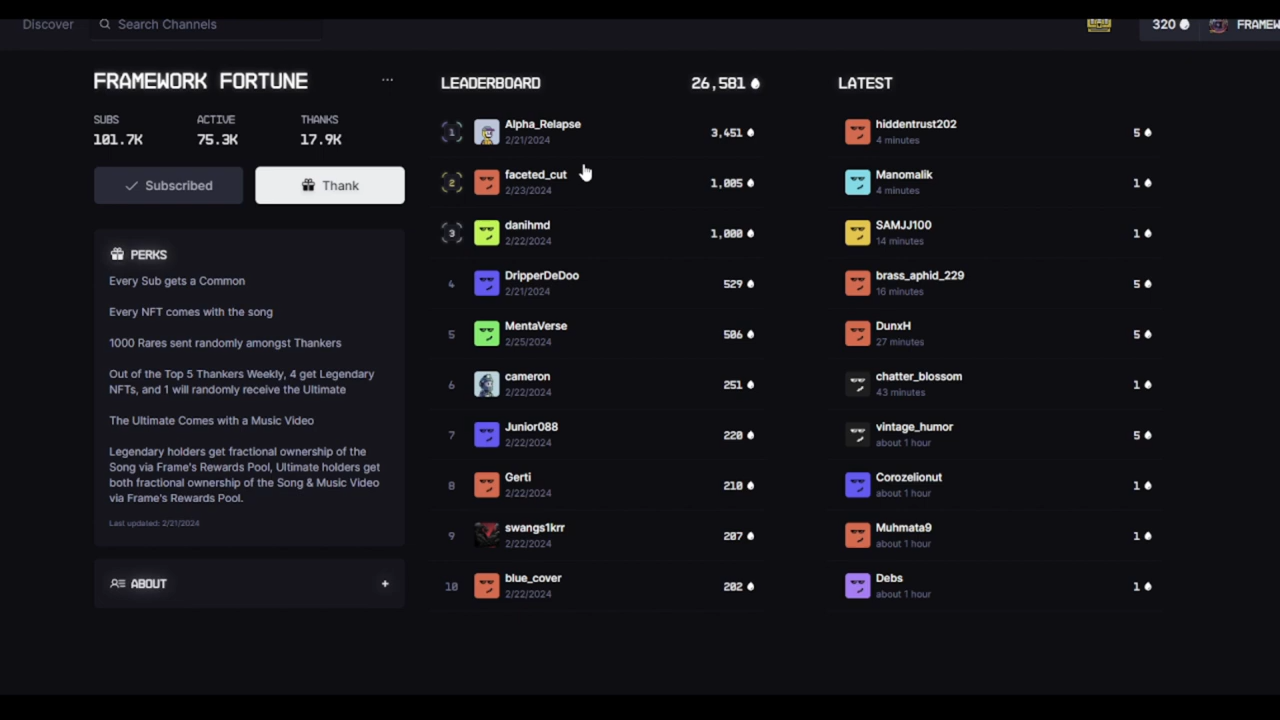 Discover
Search Channels
320
FRAMEW
FRAMEWORK FORTUNE
...
SUBS ACTIVE THANKS
101.7K 75.3K 17.9K
Subscribed
Thank
PERKS
Every Sub gets a Common
Every NFT comes with the song
1000 Rares sent randomly amongst Thankers
Out of the Top 5 Thankers Weekly, 4 get Legendary
NFTs, and 1 will randomly receive the Ultimate
The Ultimate Comes with a Music Video
Legendary holders get fractional ownership of the
Song via Frame's Rewards Pool, Ultimate holders get
both fractional ownership of the Song & Music Video
via Frame's Rewards Pool.
Last updated: 2/21/2024
ABOUT +
LEADERBOARD 26,581
1 Alpha_Relapse 3,451
2/21/2024
2 faceted_cut 1,005
2/23/2024
3 danihmd 1,000
2/22/2024
4 DripperDeDoo 529
2/21/2024
5 MentaVerse 506
2/25/2024
6 cameron 251
2/22/2024
7 Junior088 220
2/22/2024
8 Gerti 210
2/22/2024
9 swangs1krr 207
2/22/2024
10 blue_cover 202
2/22/2024
LATEST
hiddentrust202 5
4 minutes
Manomalik 1
4 minutes
SAMJJ100 1
14 minutes
brass_aphid_229 5
16 minutes
DunxH 5
27 minutes
chatter_blossom 1
43 minutes
vintage_humor 5
about 1 hour
Corozelionut 1
about 1 hour
Muhmata9 1
about 1 hour
Debs 1
about 1 hour